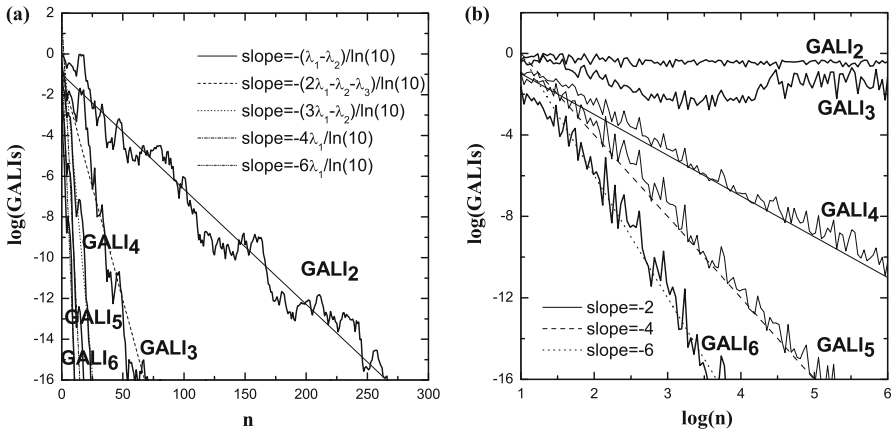 (a)
log(GALIs)
0
-2
-4
-6
-8
-10
-12
-14
-16
slope=-(λ₁-λ₂)/ln(10)
slope=-(2λ₁-λ₂-λ₃)/ln(10)
slope=-(3λ₁-λ₂)/ln(10)
slope=-4λ₁/ln(10)
slope=-6λ₁/ln(10)
GALI₄
GALI₂
GALI₅
GALI₆
GALI₃
0 50 100 150 200 250 300
n
(b)
log(GALIs)
0
-4
-8
-12
-16
GALI₂
GALI₃
GALI₄
slope=-2
slope=-4
slope=-6
GALI₆
GALI₅
1 2 3 4 5 6
log(n)